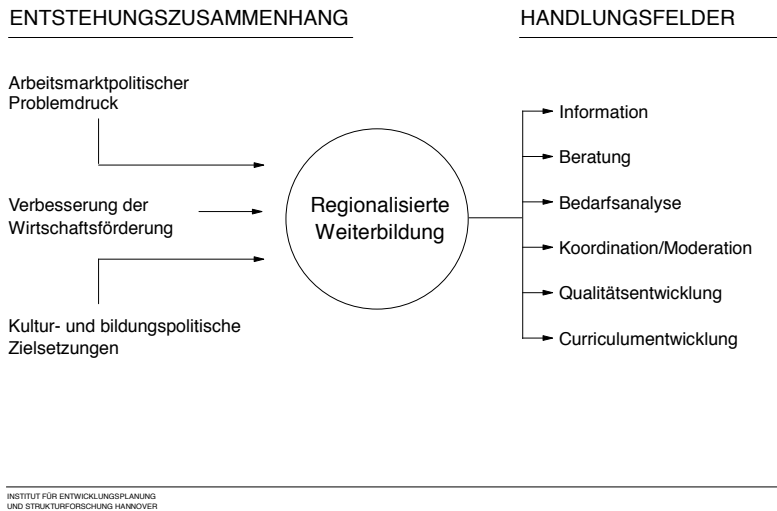 ENTSTEHUNGSZUSAMMENHANG
HANDLUNGSFELDER
Arbeitsmarktpolitischer
Problemdruck
Verbesserung der
Wirtschaftsförderung
Kultur- und bildungspolitische
Zielsetzungen
Regionalisierte
Weiterbildung
Information
Beratung
Bedarfsanalyse
Koordination/Moderation
Qualitätsentwicklung
Curriculumentwicklung
INSTITUT FÜR ENTWICKLUNGSPLANUNG
UND STRUKTURFORSCHUNG HANNOVER